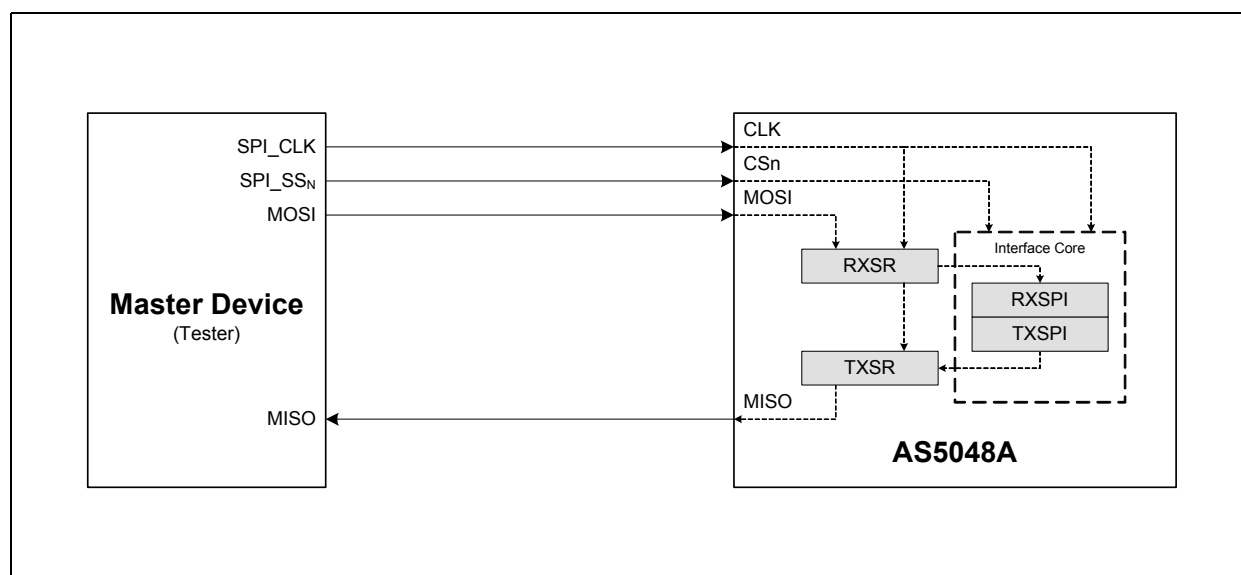 SPI_CLK
SPI_SSN
MOSI
Master Device
(Tester)
MISO
CLK
CSn
MOSI
Interface Core
RXSR
RXSPI
TXSPI
TXSR
MISO
AS5048A